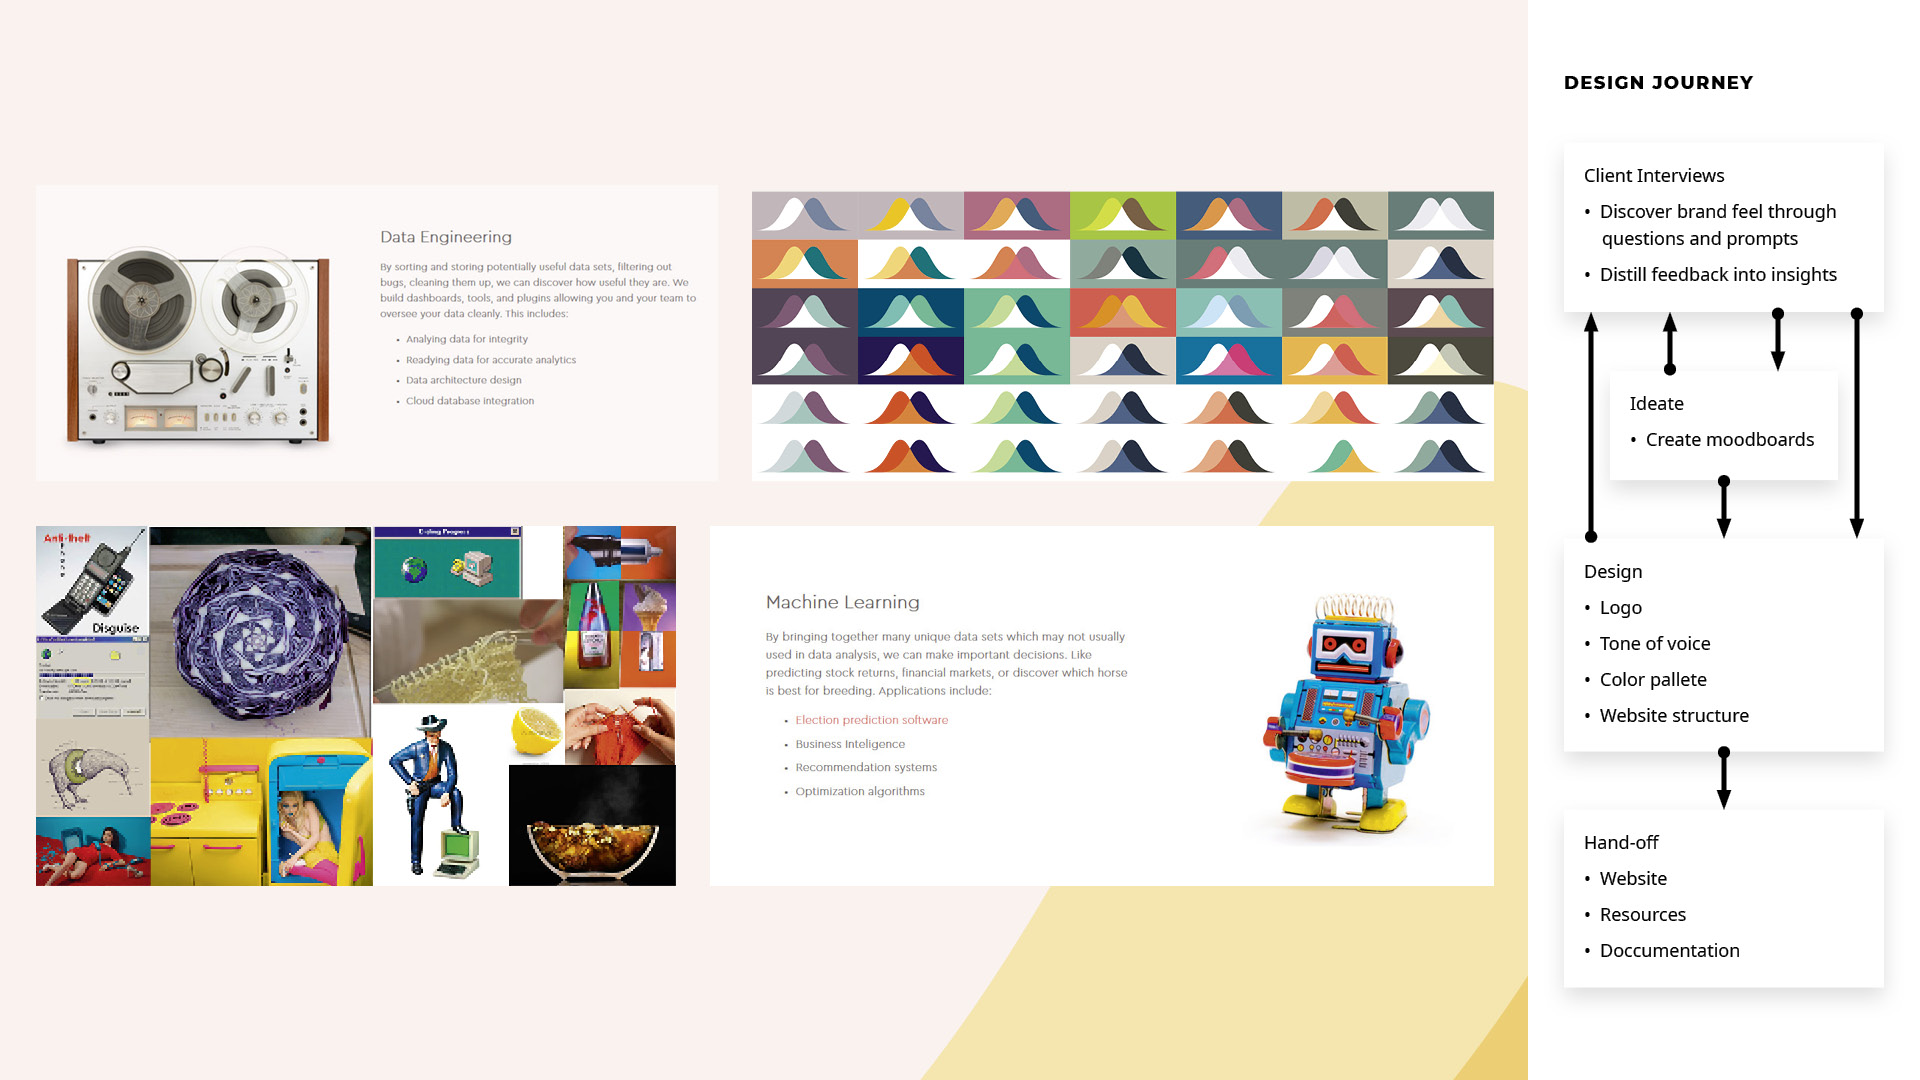 Data Engineering
By sorting and storing potentially useful data sets, filtering out
bugs, cleaning them up, we can discover how useful they are. We
build dashboards, tools, and plugins allowing you and your team to
oversee your data cleanly. This includes:
• Analying data for integrity
• Readying data for accurate analytics
• Data architecture design
• Cloud database integration
Anti-theft
Disguise
Machine Learning
By bringing together many unique data sets which may not usually
used in data analysis, we can make important decisions. Like
predicting stock returns, financial markets, or discover which horse
is best for breeding. Applications include:
• Election prediction software
• Business Inteligence
• Recommendation systems
• Optimization algorithms
DESIGN JOURNEY
Client Interviews
• Discover brand feel through
questions and prompts
• Distill feedback into insights
Ideate
• Create moodboards
Design
• Logo
• Tone of voice
• Color pallete
• Website structure
Hand-off
• Website
• Resources
• Doccumentation